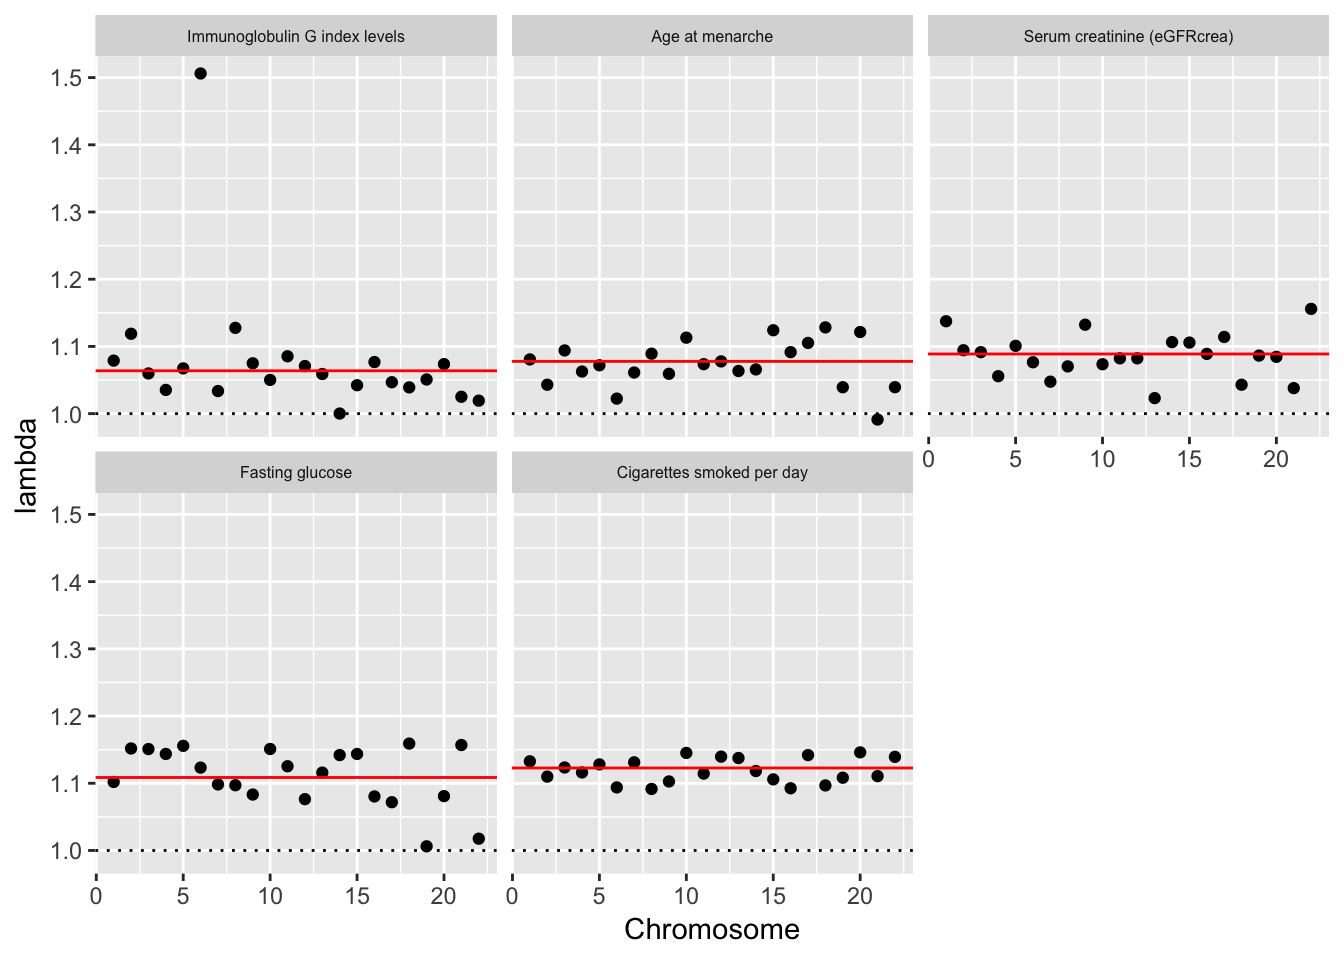 Immunoglobulin G index levels
Age at menarche
Serum creatinine (eGFRcrea)
1.5
1.4
1.3
1.2
1.1
1.0
0 5 10 15 20
lambda
Fasting glucose
Cigarettes smoked per day
1.5
1.4
1.3
1.2
1.1
1.0
0 5 10 15 20
0 5 10 15 20
Chromosome